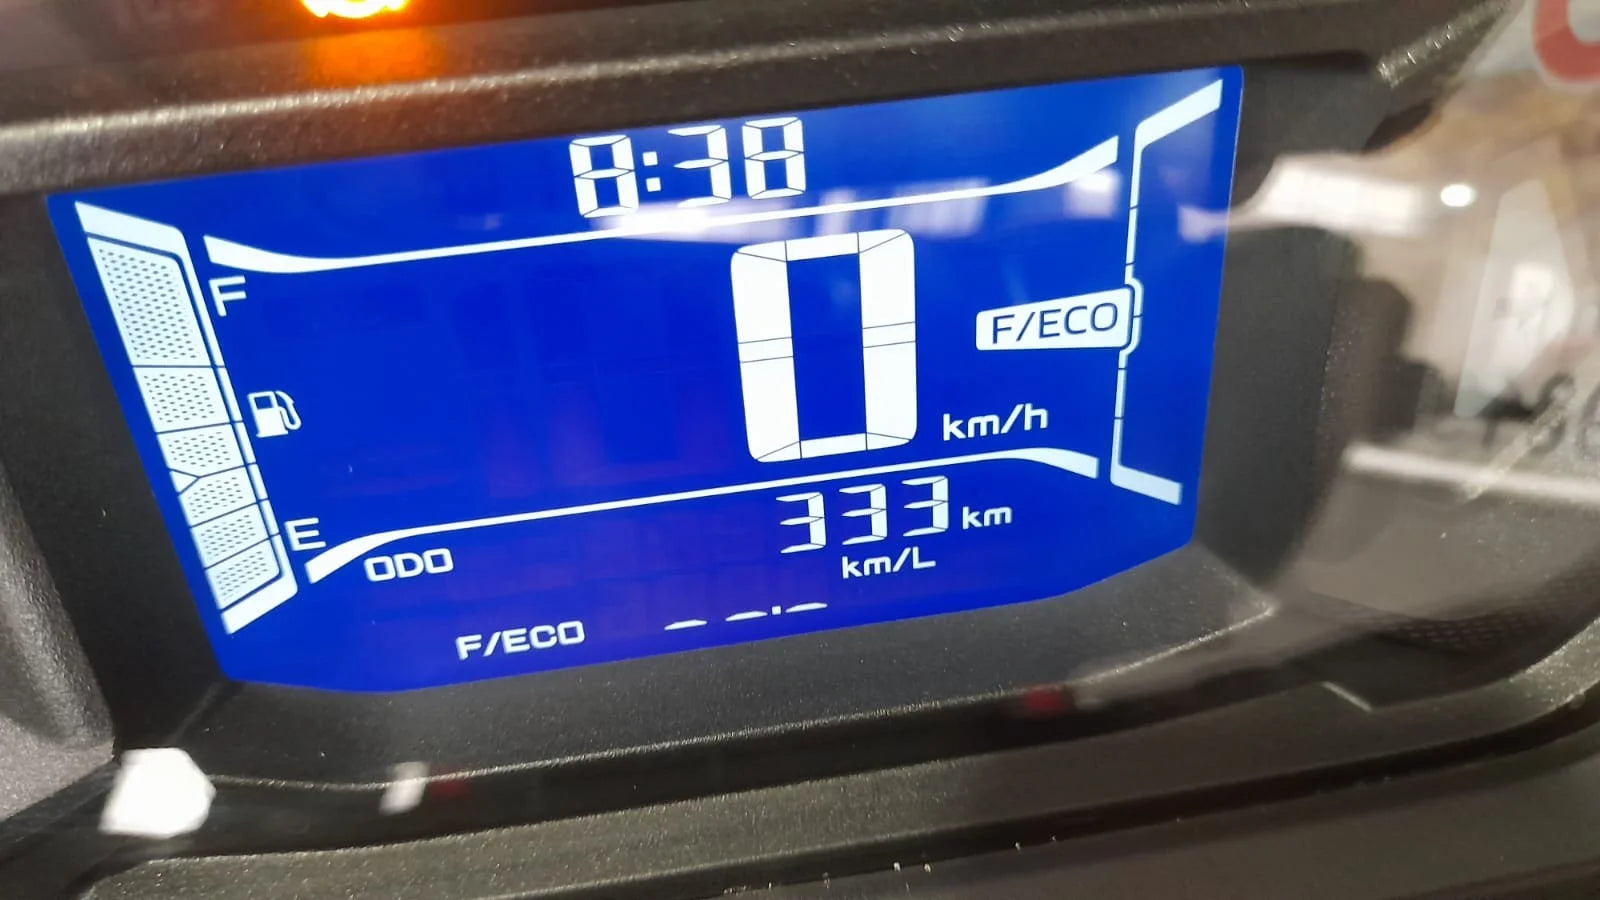 8:38
F
0 km/h
F/ECO
E
ODO 333 km
km/L
F/ECO --.-